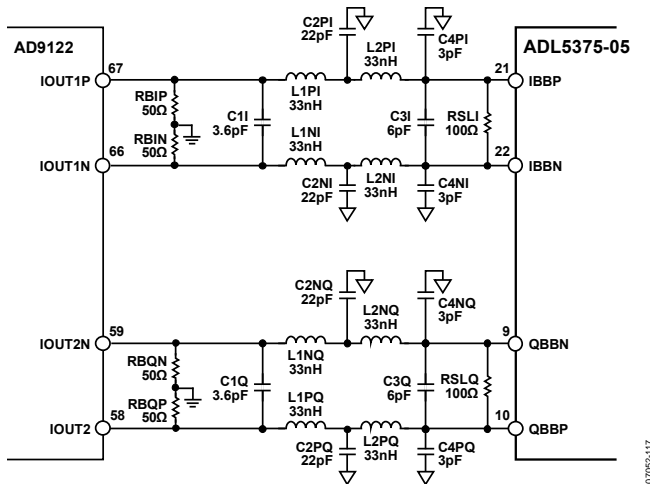 AD9122
ADL5375-05
C2PI
22pF
L2PI
33nH
C4PI
3pF
IOUT1P
67
21
IBBP
RBIP
50Ω
RBIN
50Ω
C1I
3.6pF
L1PI
33nH
L1NI
33nH
C3I
6pF
RSLI
100Ω
IOUT1N
66
22
IBBN
C2NI
22pF
L2NI
33nH
C4NI
3pF
C2NQ
22pF
L2NQ
33nH
C4NQ
3pF
IOUT2N
59
9
QBBN
RBQN
50Ω
RBQP
50Ω
C1Q
3.6pF
L1NQ
33nH
L1PQ
33nH
C3Q
6pF
RSLQ
100Ω
IOUT2
58
10
QBBP
C2PQ
22pF
L2PQ
33nH
C4PQ
3pF
07052-117